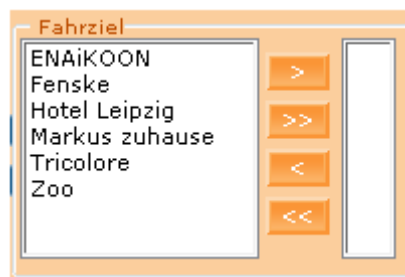 Fahrziel
ENAiKOON
Fenske
Hotel Leipzig
Markus zuhause
Tricolore
Zoo
>
>>
<
<<